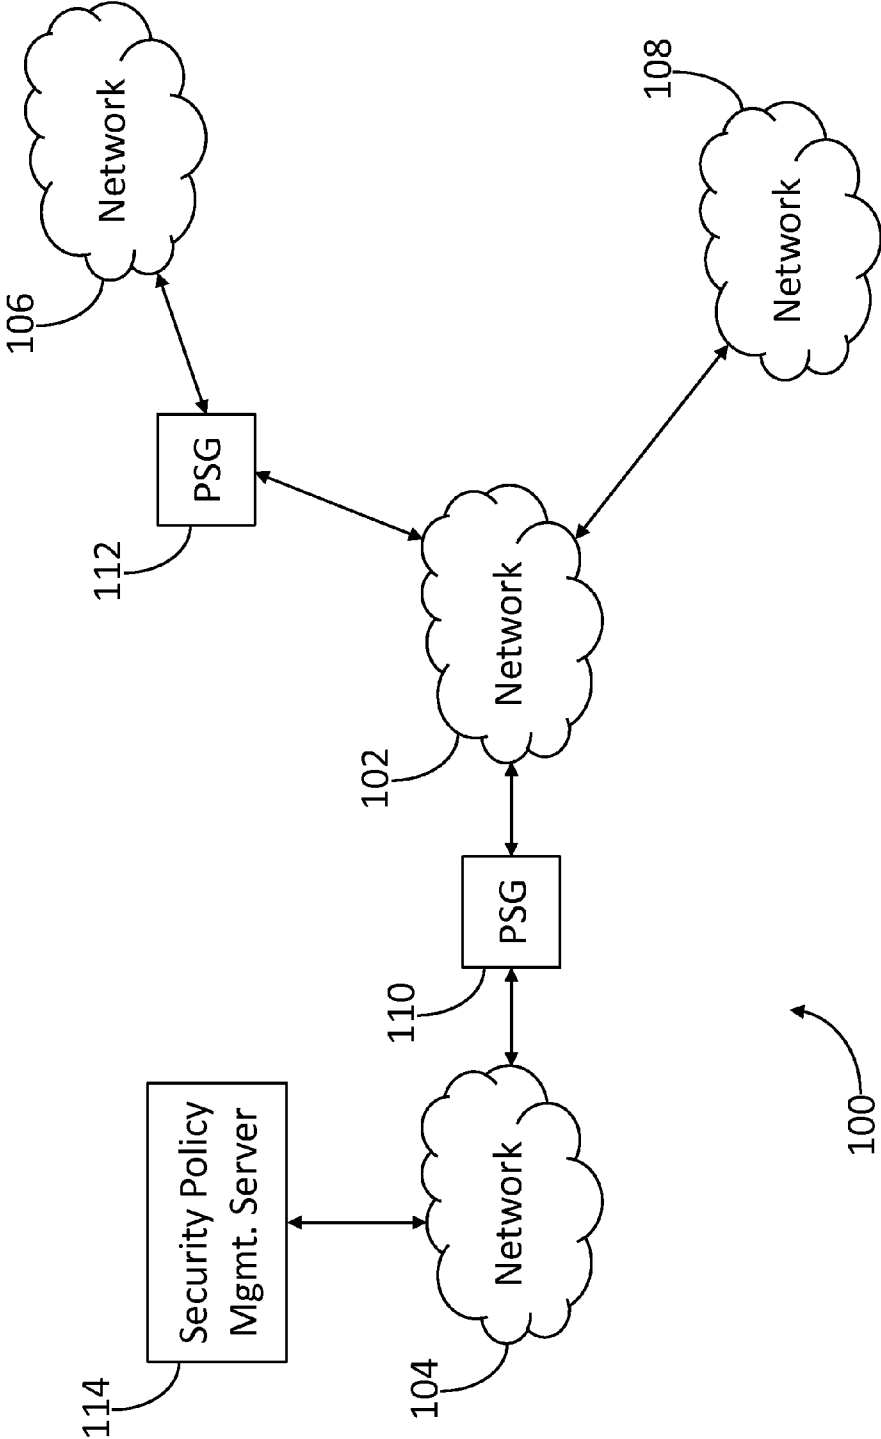 106
114
112
Network
Security Policy
Mgmt. Server
PSG
102
110
104
Network
PSG
Network
108
Network
100